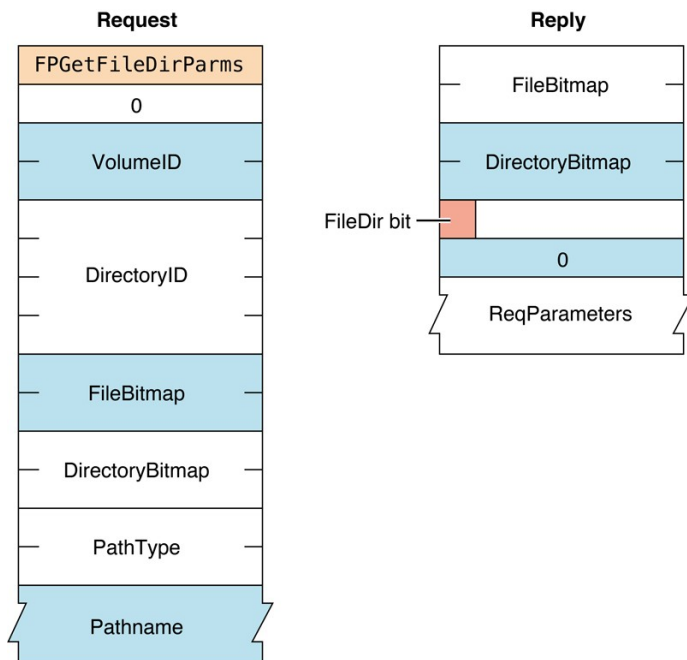 Request
FPGetFileDirParms
0
VolumeID
DirectoryID
FileBitmap
DirectoryBitmap
PathType
Pathname
Reply
FileBitmap
DirectoryBitmap
FileDir bit
0
ReqParameters